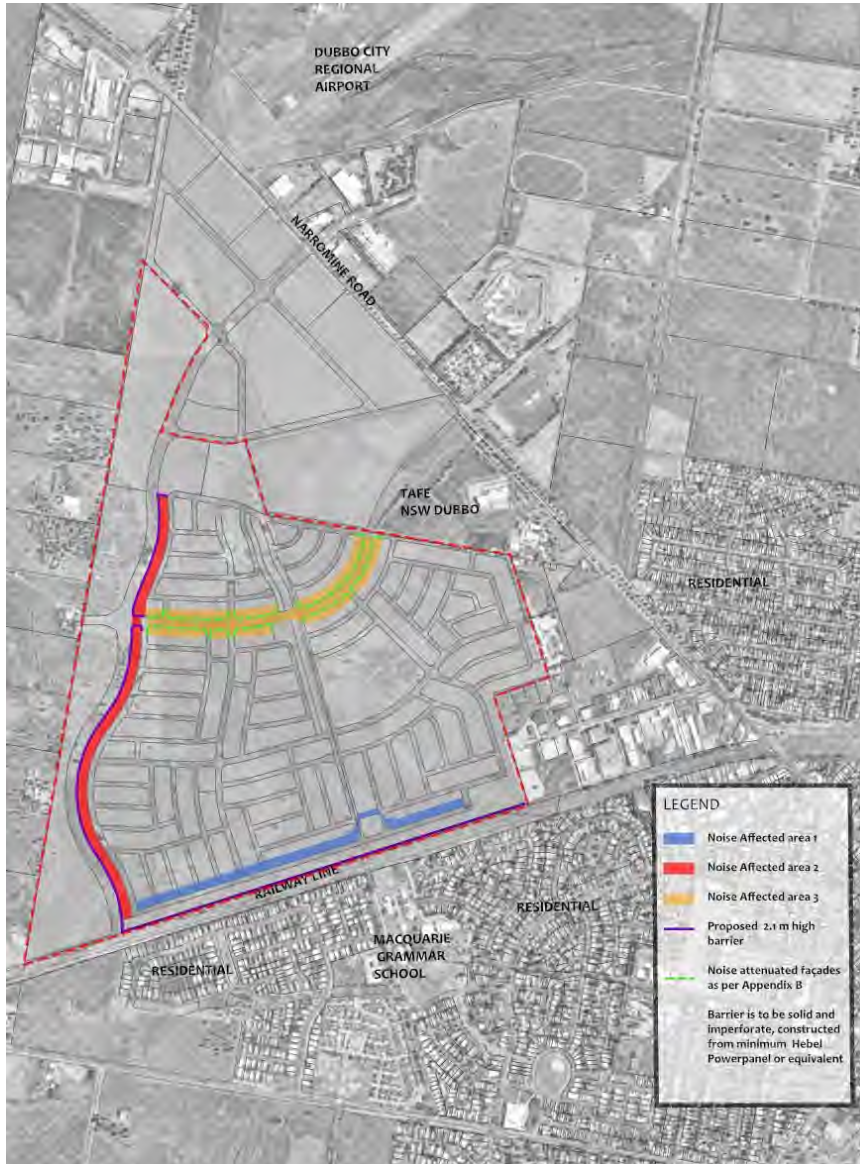 DUBBO CITY
REGIONAL
AIRPORT
NARROMINE ROAD
TAFE
NSW DUBBO
RESIDENTIAL
LEGEND
Noise Affected area 1
Noise Affected area 2
Noise Affected area 3
Proposed 2.1 m high
barrier
Noise attenuated façades
as per Appendix B
Barrier is to be solid and
imperforate, constructed
from minimum Hebel
Powerpanel or equivalent
RAILWAY LINE
RESIDENTIAL
MACQUARIE
GRAMMAR
SCHOOL
RESIDENTIAL